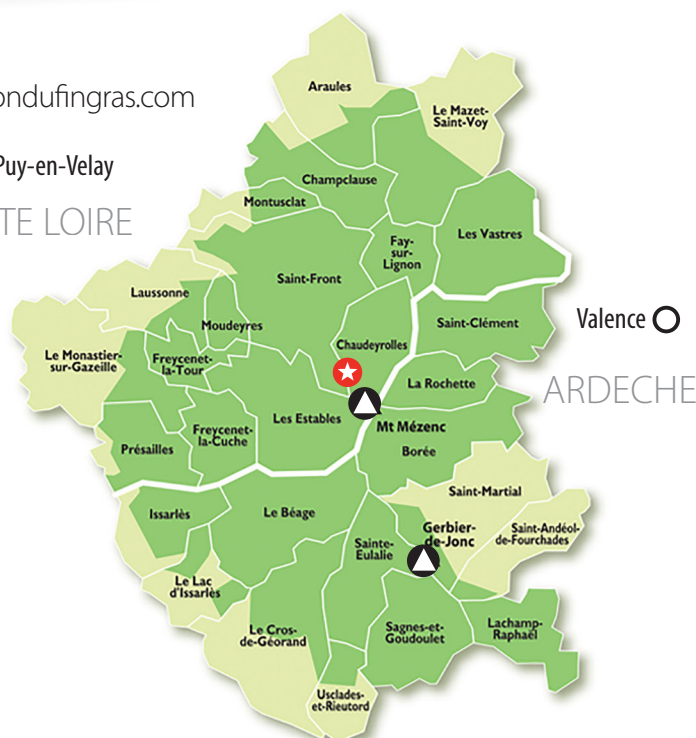 ondufingras.com
Puy-en-Velay
TE LOIRE
Araules
Le Mazet-
Saint-Voy
Champclause
Montusclat
Les Vastres
Fay-
sur-
Lignon
Saint-Front
Laussonne
Moudeyres
Saint-Clément
Valence
Chaudeyrolles
Le Monastier-
sur-Gazeille
Freycenet-
la-Tour
La Rochette
ARDECHE
Les Estables
Mt Mézenc
Freycenet-
la-Cuche
Présailles
Borée
Saint-Martial
Issarlès
Le Béage
Gerbier-
de-Jonc
Saint-Andéol-
de-Fourchades
Sainte-
Eulalie
Le Lac
d'Issarlès
Le Cros-
de-Géorand
Sagnes-et-
Goudoulet
Lachamp-
Raphaël
Usclades-
et-Rieutord